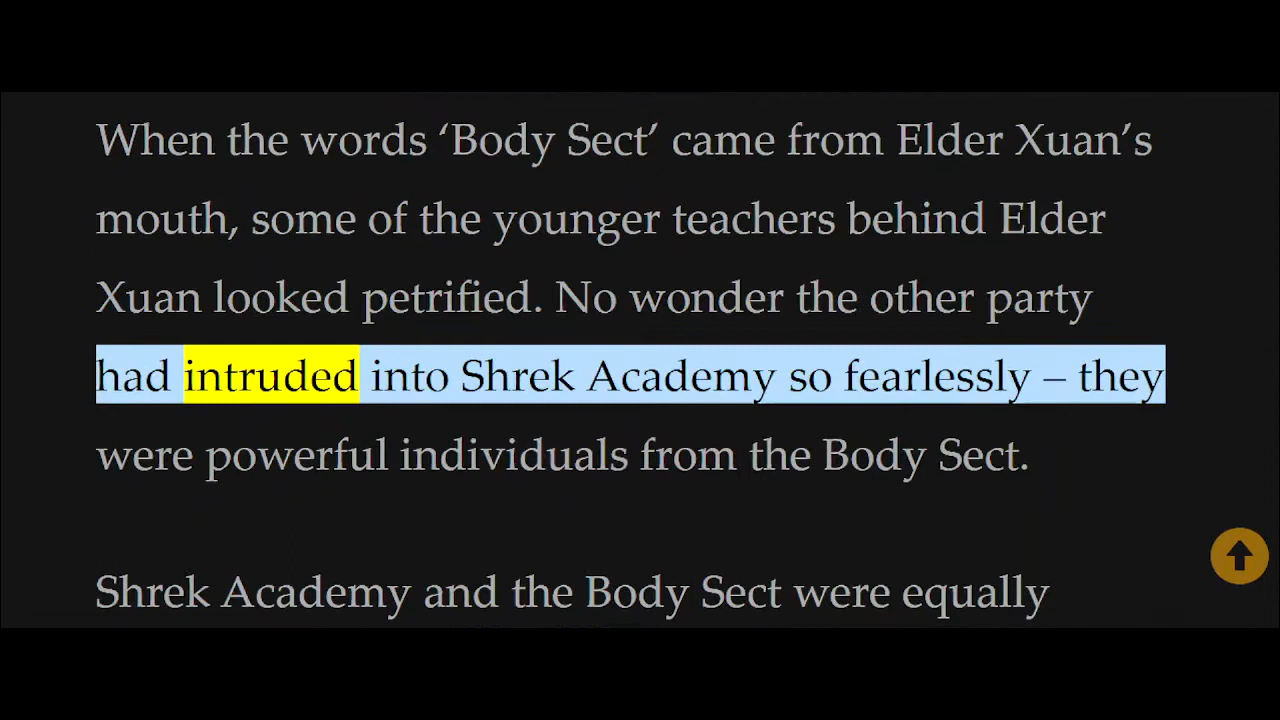 When the words ‘Body Sect’ came from Elder Xuan’s
mouth, some of the younger teachers behind Elder
Xuan looked petrified. No wonder the other party
had intruded into Shrek Academy so fearlessly – they
were powerful individuals from the Body Sect.
Shrek Academy and the Body Sect were equally